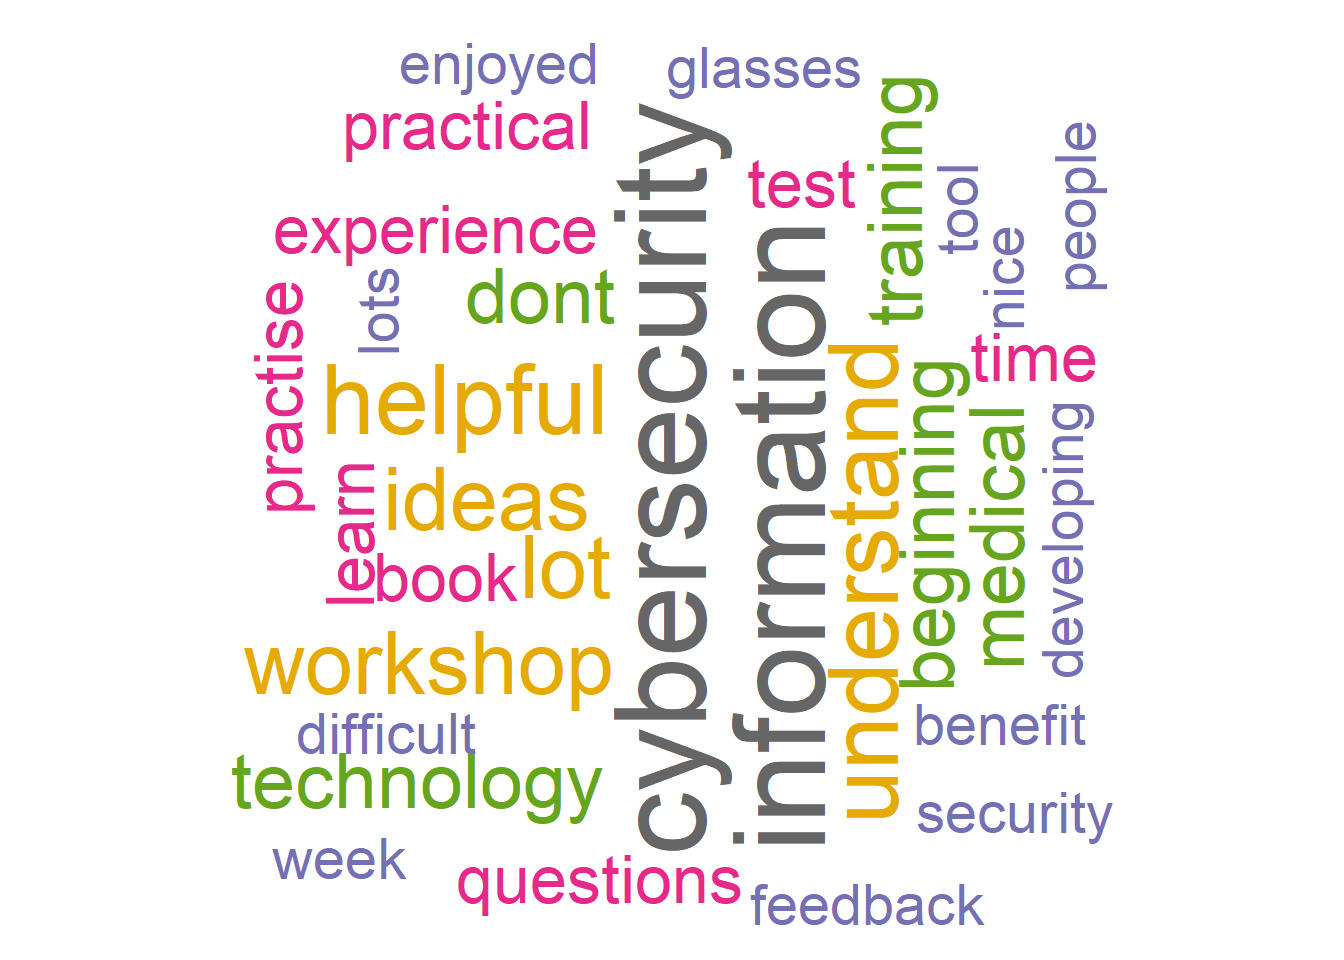 enjoyed
glasses
practical
test
training
tool
people
experience
cybersecurity
information
nice
lots
dont
practise
helpful
understand
time
beginning
medical
developing
learn
ideas
book
lot
workshop
difficult
benefit
technology
security
week
questions
feedback